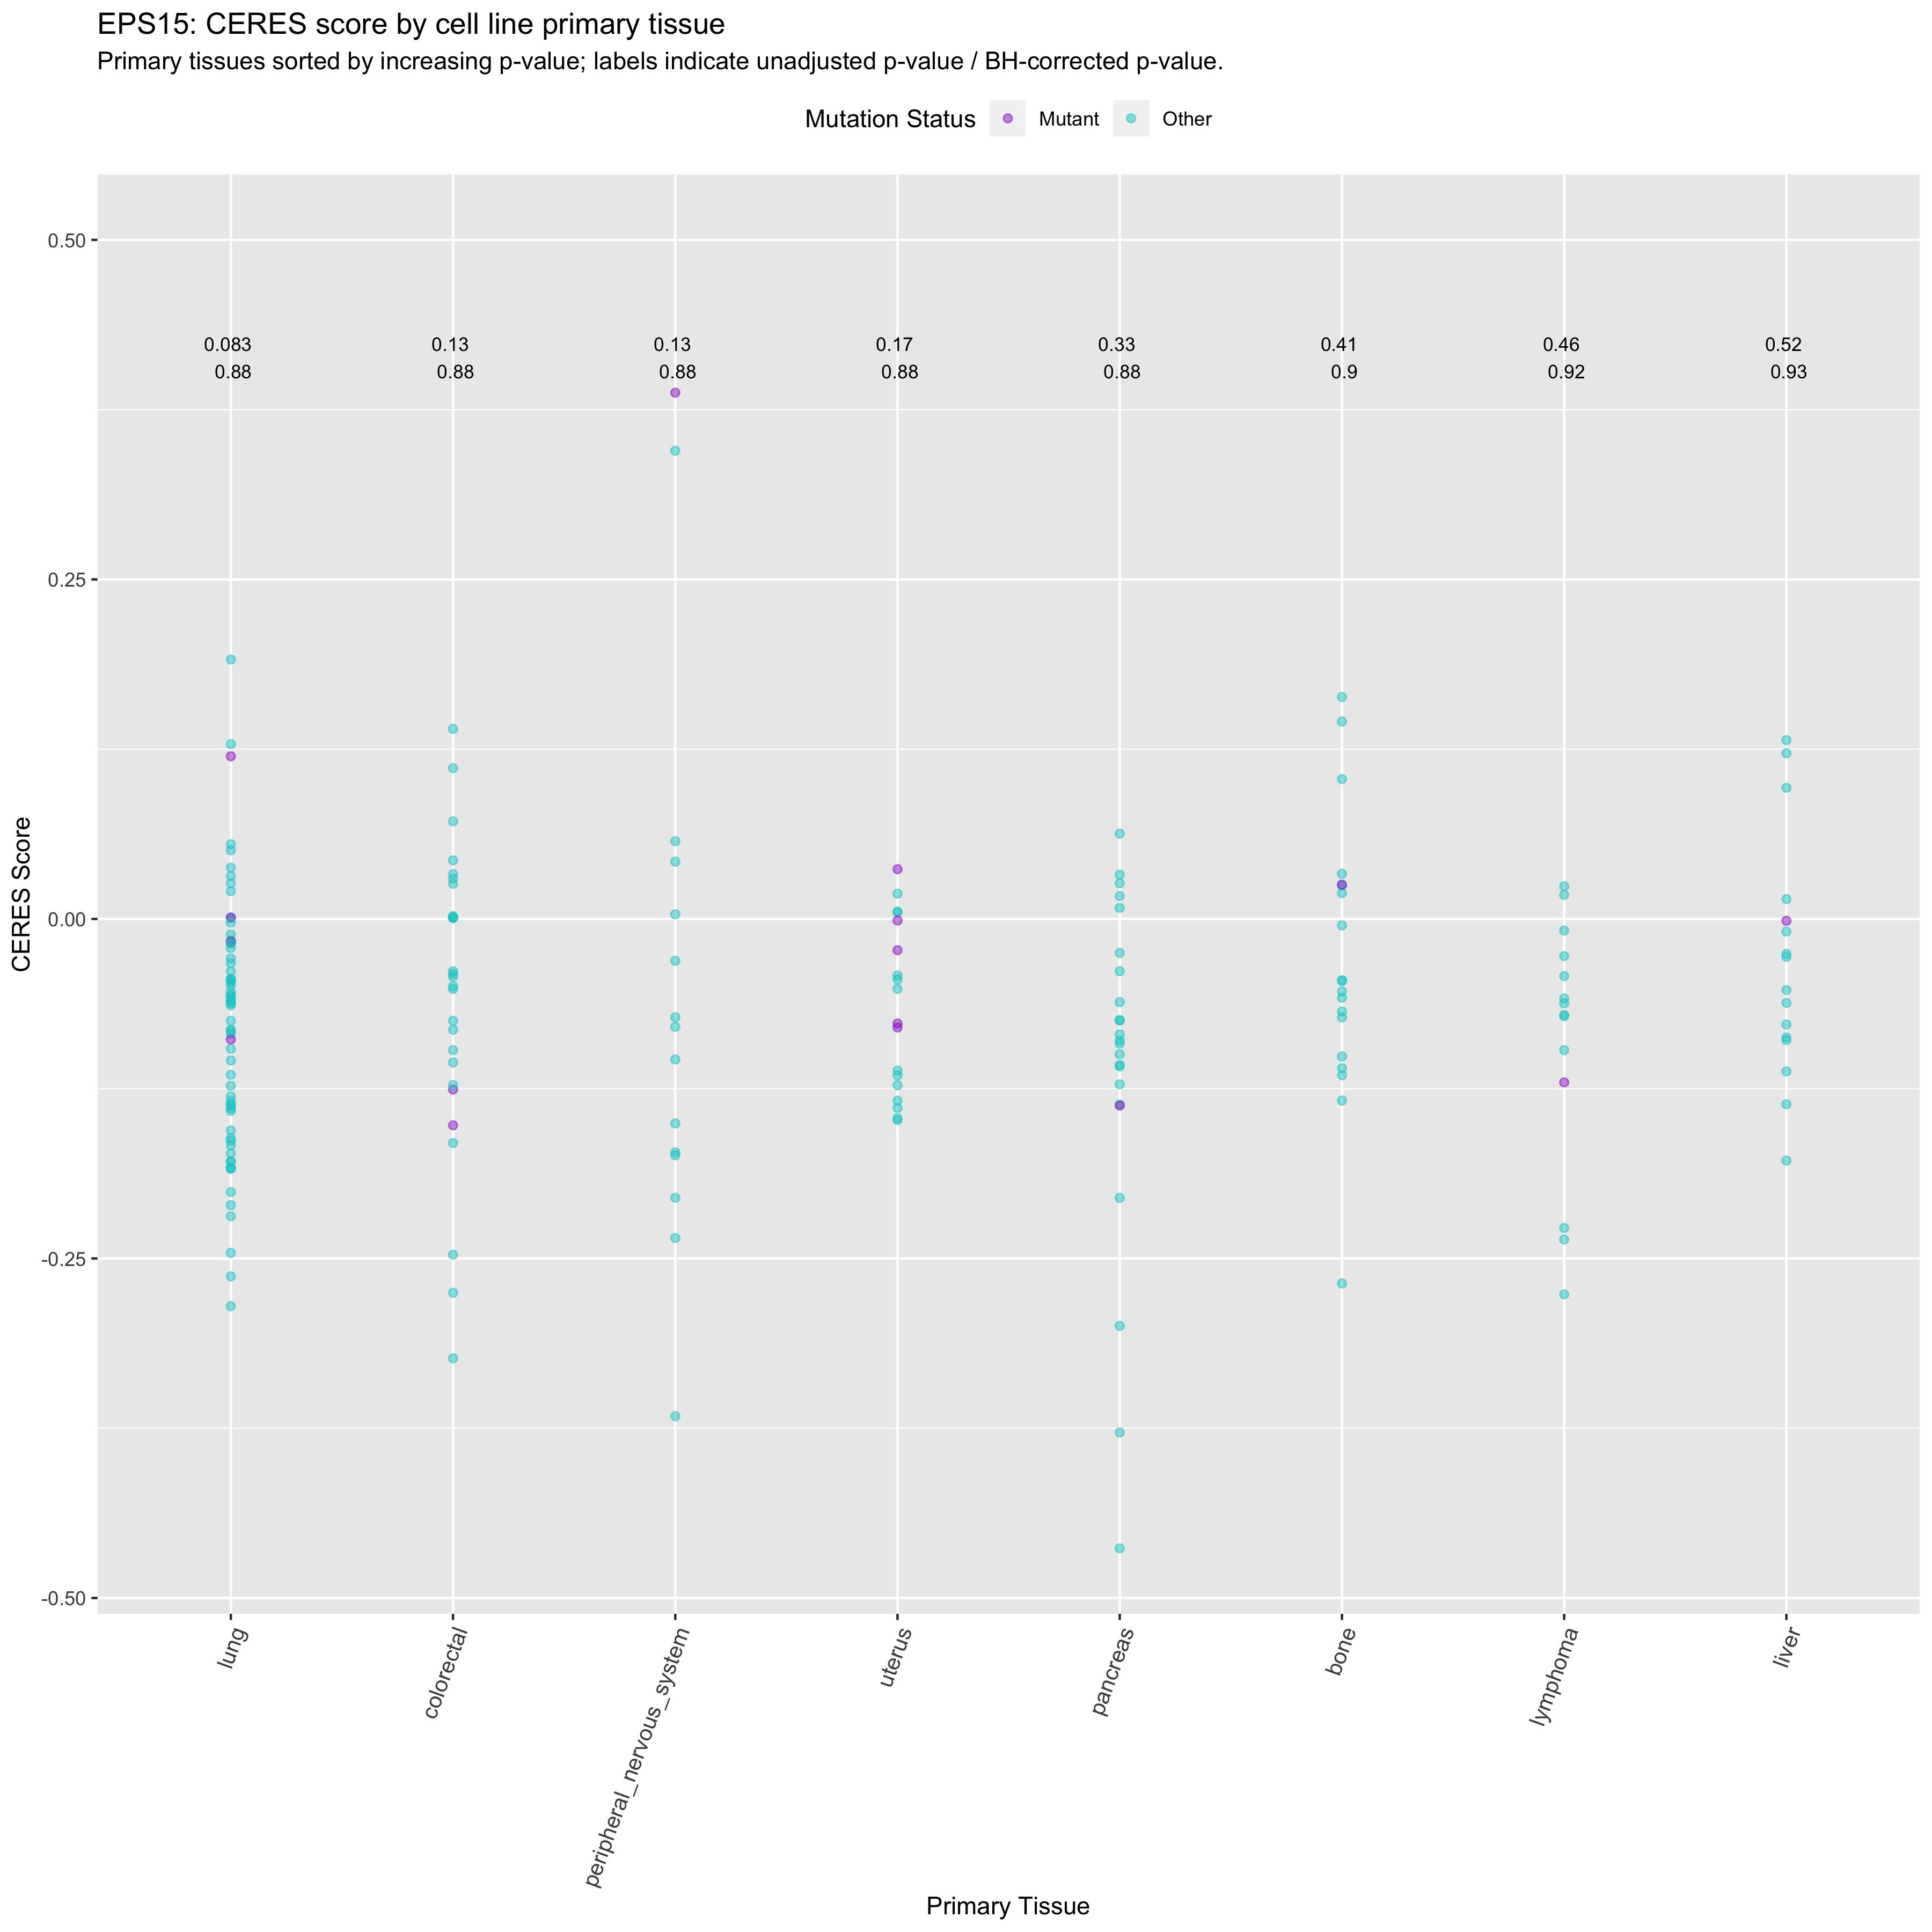 EPS15: CERES score by cell line primary tissue
Primary tissues sorted by increasing p-value; labels indicate unadjusted p-value / BH-corrected p-value.
Mutation Status Mutant Other
0.50
0.083 0.13 0.13 0.17 0.33 0.41 0.46 0.52
0.88 0.88 0.88 0.88 0.88 0.9 0.92 0.93
0.25
CERES Score
0.00
-0.25
-0.50
lung colorectal peripheral_nervous_system uterus pancreas bone lymphoma liver
Primary Tissue